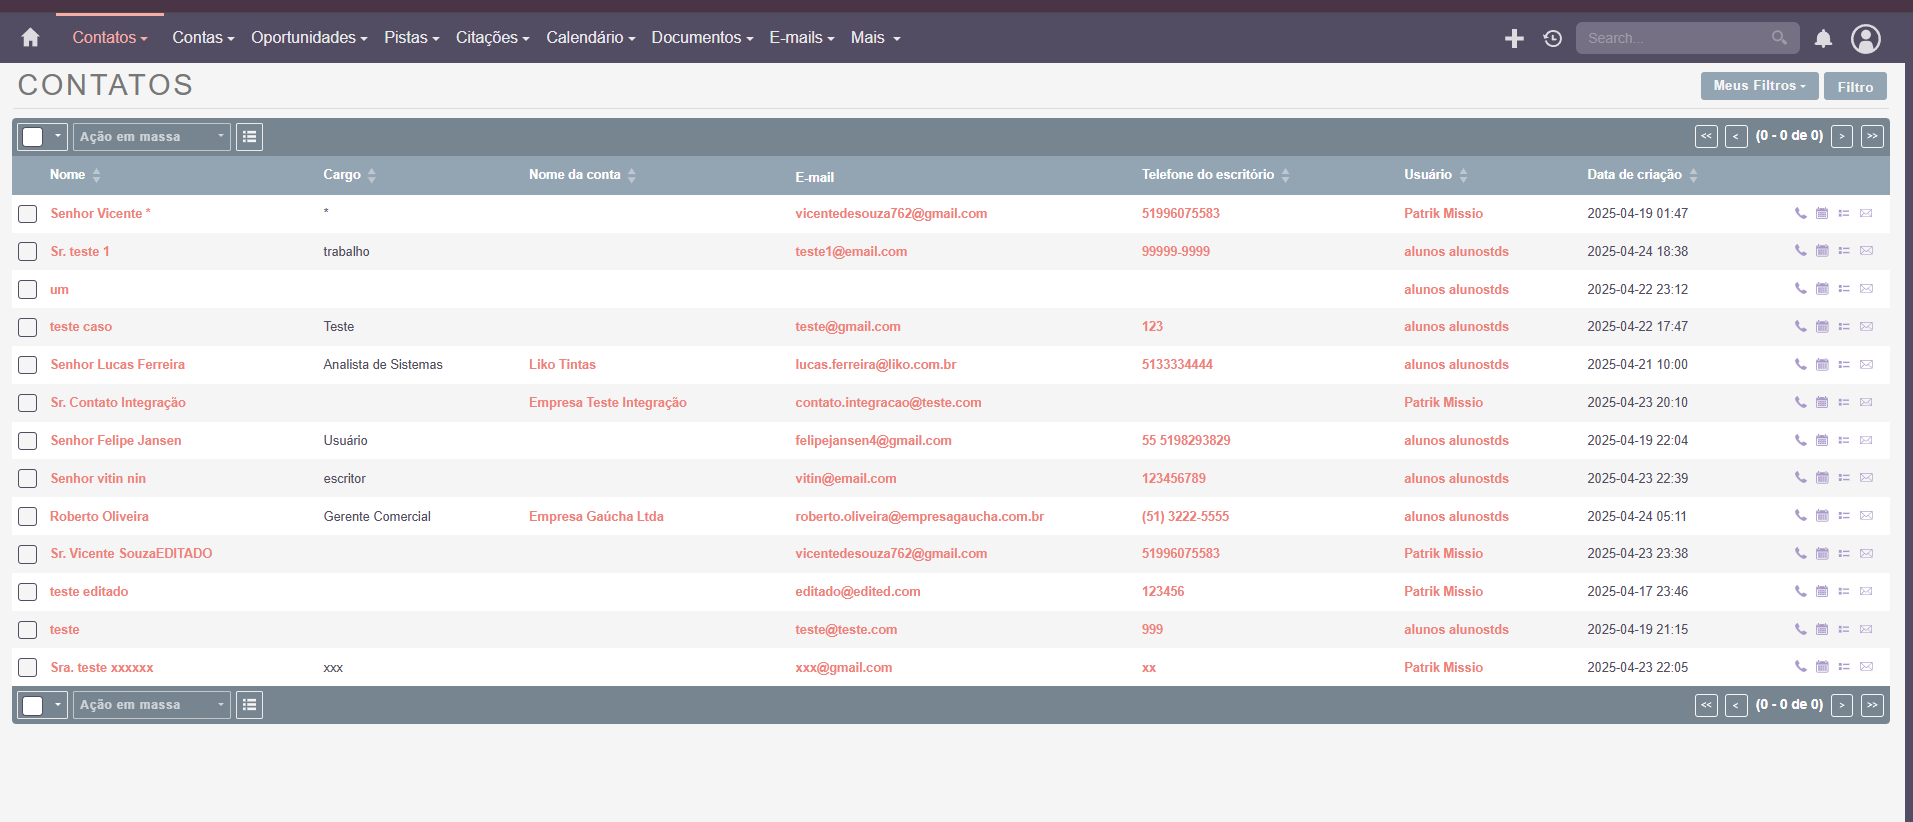 Contatos Contas Oportunidades Pistas Citações Calendário Documentos E-mails Mais Search...
CONTATOS Meus Filtros Filtro
Ação em massa << < (0 - 0 de 0) > >>
Nome Cargo Nome da conta E-mail Telefone do escritório Usuário Data de criação
Senhor Vicente * * vicentedesouza762@gmail.com 51996075583 Patrik Missio 2025-04-19 01:47
Sr. teste 1 trabalho teste1@email.com 99999-9999 alunos alunostds 2025-04-24 18:38
um alunos alunostds 2025-04-22 23:12
teste caso Teste teste@gmail.com 123 alunos alunostds 2025-04-22 17:47
Senhor Lucas Ferreira Analista de Sistemas Liko Tintas lucas.ferreira@liko.com.br 5133334444 alunos alunostds 2025-04-21 10:00
Sr. Contato Integração Empresa Teste Integração contato.integracao@teste.com Patrik Missio 2025-04-23 20:10
Senhor Felipe Jansen Usuário felipejansen4@gmail.com 55 5198293829 alunos alunostds 2025-04-19 22:04
Senhor vitin nin escritor vitin@email.com 123456789 alunos alunostds 2025-04-23 22:39
Roberto Oliveira Gerente Comercial Empresa Gaúcha Ltda roberto.oliveira@empresagaucha.com.br (51) 3222-5555 alunos alunostds 2025-04-24 05:11
Sr. Vicente SouzaEDITADO vicentedesouza762@gmail.com 51996075583 Patrik Missio 2025-04-23 23:38
teste editado editado@edited.com 123456 Patrik Missio 2025-04-17 23:46
teste teste@teste.com 999 alunos alunostds 2025-04-19 21:15
Sra. teste xxxxxx xxx xxx@gmail.com xx Patrik Missio 2025-04-23 22:05
Ação em massa << < (0 - 0 de 0) > >>